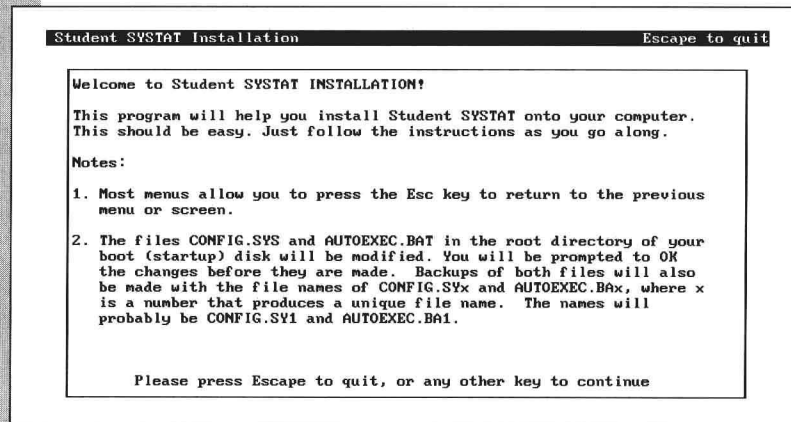 Student SYSTAT Installation Escape to quit
Welcome to Student SYSTAT INSTALLATION!
This program will help you install Student SYSTAT onto your computer.
This should be easy. Just follow the instructions as you go along.
Notes:
1. Most menus allow you to press the Esc key to return to the previous
menu or screen.
2. The files CONFIG.SYS and AUTOEXEC.BAT in the root directory of your
boot (startup) disk will be modified. You will be prompted to OK
the changes before they are made. Backups of both files will also
be made with the file names of CONFIG.SYx and AUTOEXEC.BAx, where x
is a number that produces a unique file name. The names will
probably be CONFIG.SY1 and AUTOEXEC.BA1.
Please press Escape to quit, or any other key to continue